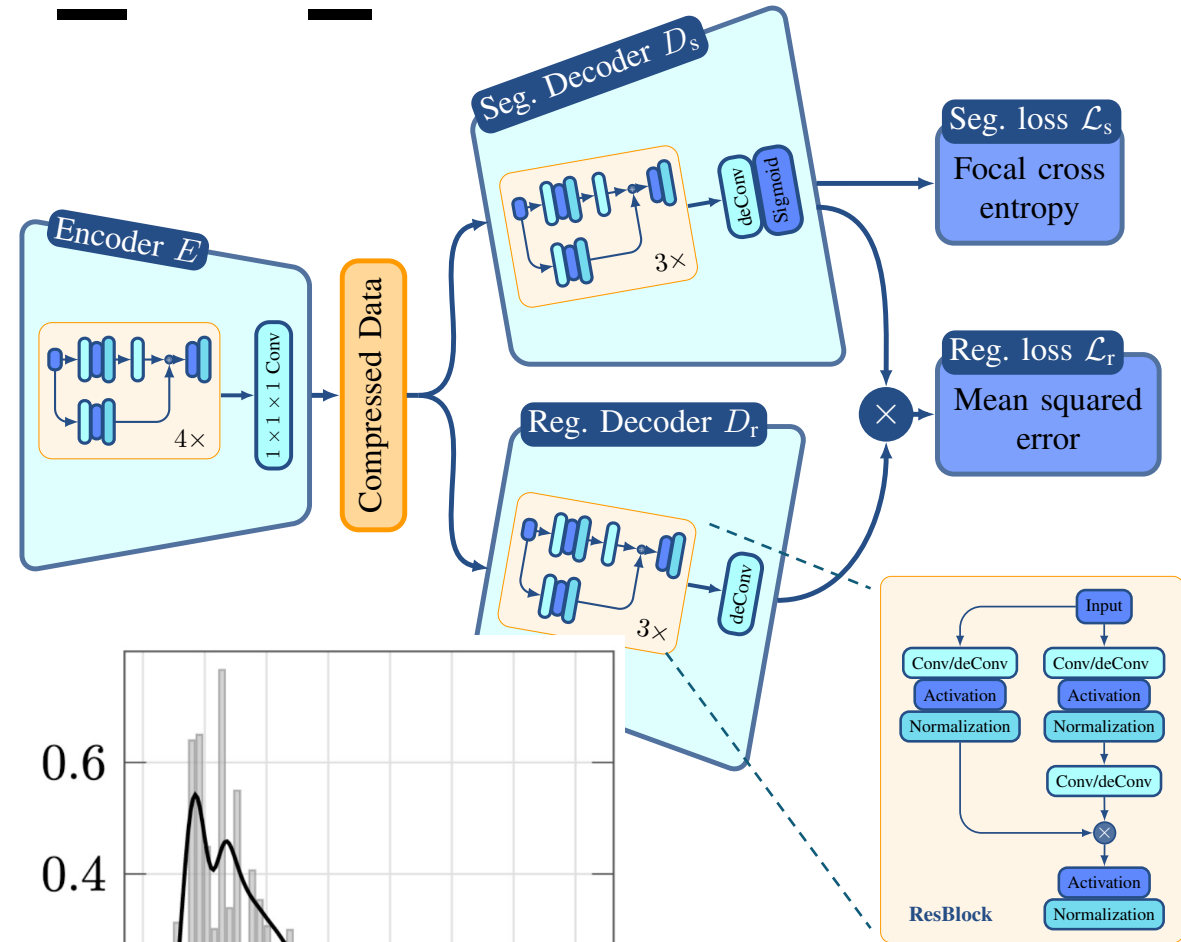 Encoder E
4×
1 × 1 × 1 × 1 Conv
Compressed Data
Seg. Decoder Dₛ
3×
deConv
Sigmoid
Seg. loss ℒₛ
Focal cross
entropy
Reg. loss ℒᵣ
Mean squared
error
×
Reg. Decoder Dᵣ
3×
deConv
Input
Conv/deConv
Activation
Normalization
Conv/deConv
Activation
Normalization
Conv/deConv
×
Activation
Normalization
ResBlock
0.6
0.4